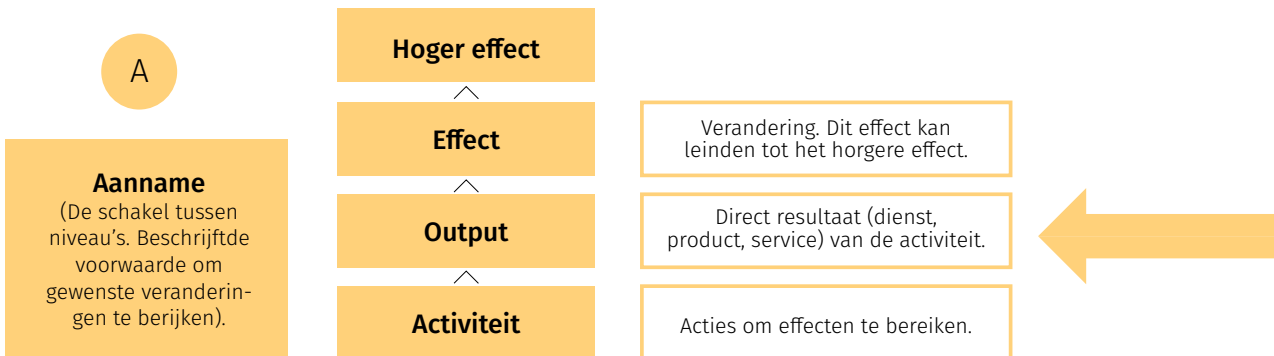 A
Aanname
(De schakel tussen
niveau's. Beschrijftde
voorwaarde om
gewenste veranderin-
gen te berijken).
Hoger effect
Effect
Verandering. Dit effect kan
leinden tot het horgere effect.
Output
Direct resultaat (dienst,
product, service) van de activiteit.
Activiteit
Acties om effecten te bereiken.